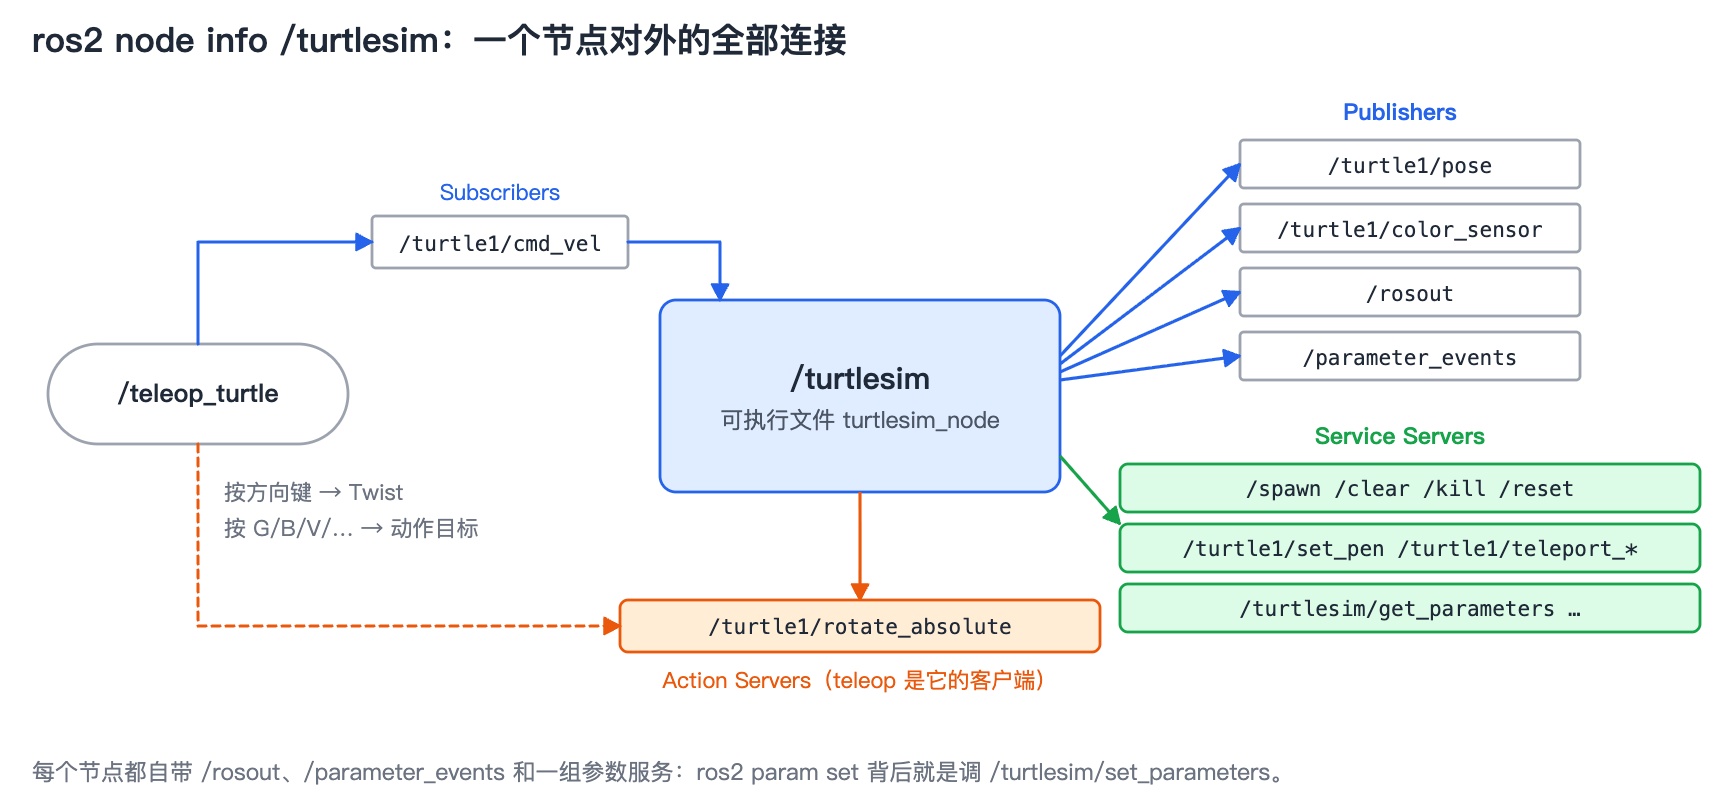 ros2 node info /turtlesim：一个节点对外的全部连接
Publishers
/turtle1/pose
Subscribers
/turtle1/color_sensor
/turtle1/cmd_vel
/rosout
/parameter_events
/turtlesim
可执行文件 turtlesim_node
/teleop_turtle
Service Servers
按方向键 → Twist
按 G/B/V/… → 动作目标
/spawn /clear /kill /reset
/turtle1/set_pen /turtle1/teleport_*
/turtlesim/get_parameters …
/turtle1/rotate_absolute
Action Servers（teleop 是它的客户端）
每个节点都自带 /rosout、/parameter_events 和一组参数服务：ros2 param set 背后就是调 /turtlesim/set_parameters。